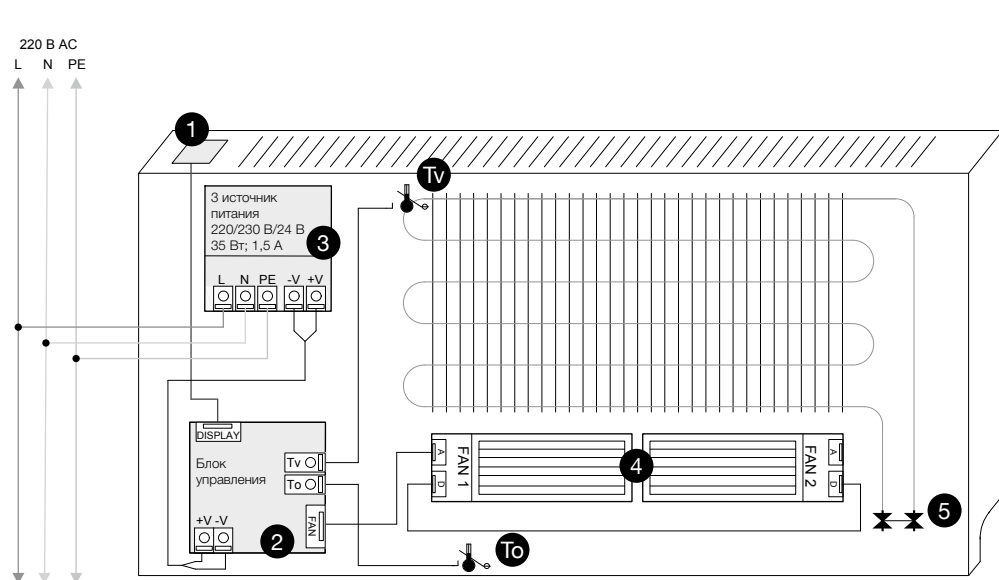 220 В AC
L N PE
1
Tv
3 источник
питания
220/230 В/24 В
35 Вт; 1,5 А
3
L N PE -V +V
DISPLAY
Блок
управления
Tv
To
FAN
+V -V
2
A
D
FAN 1
4
FAN 2
A
D
5
To